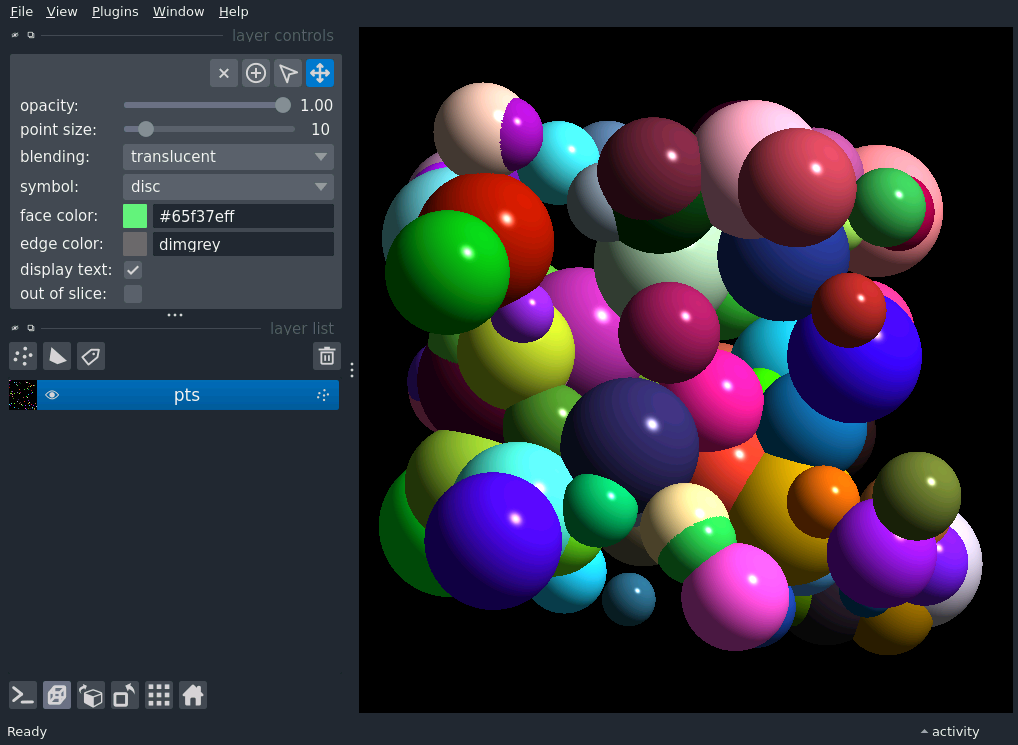 File View Plugins Window Help
layer controls
opacity: 1.00
point size: 10
blending: translucent
symbol: disc
face color: #65f37eff
edge color: dimgrey
display text:
out of slice:
layer list
pts
Ready activity